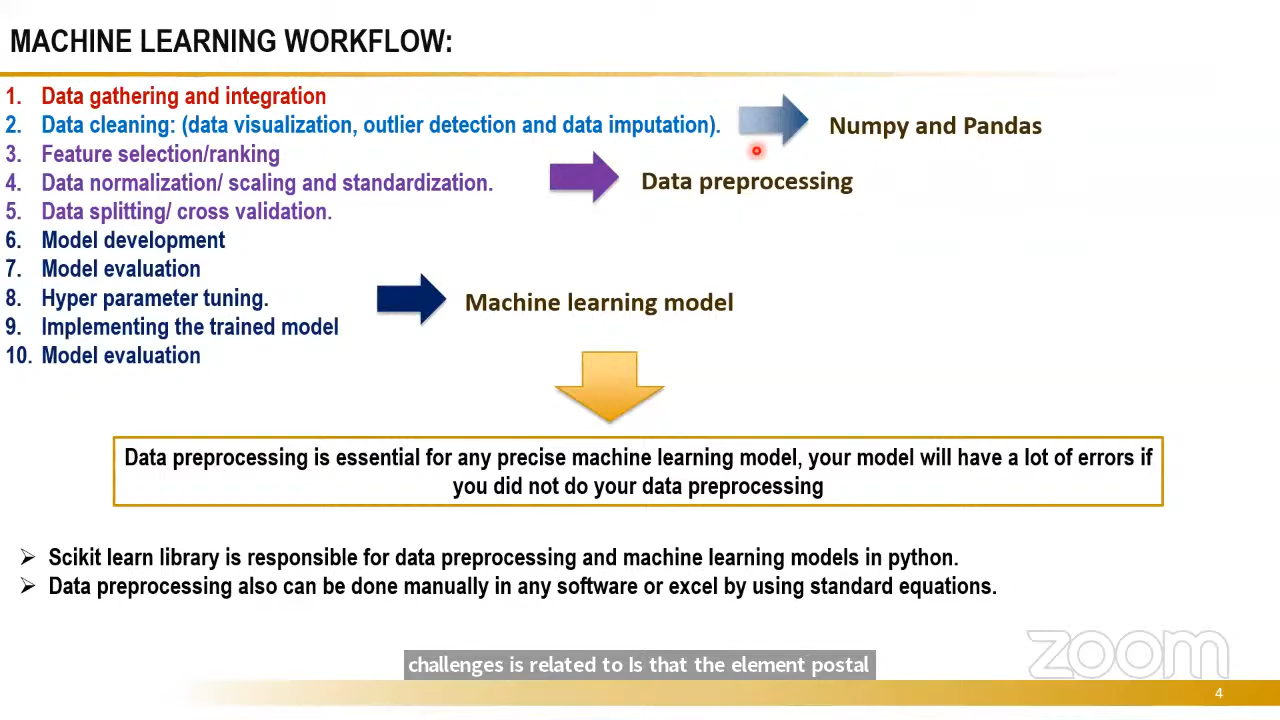 MACHINE LEARNING WORKFLOW:
1. Data gathering and integration
2. Data cleaning: (data visualization, outlier detection and data imputation).
Numpy and Pandas
3. Feature selection/ranking
4. Data normalization/ scaling and standardization.
Data preprocessing
5. Data splitting/ cross validation.
6. Model development
7. Model evaluation
8. Hyper parameter tuning.
Machine learning model
9. Implementing the trained model
10. Model evaluation
Data preprocessing is essential for any precise machine learning model, your model will have a lot of errors if
you did not do your data preprocessing
➢ Scikit learn library is responsible for data preprocessing and machine learning models in python.
➢ Data preprocessing also can be done manually in any software or excel by using standard equations.
zoom
challenges is related to Is that the element postal
4